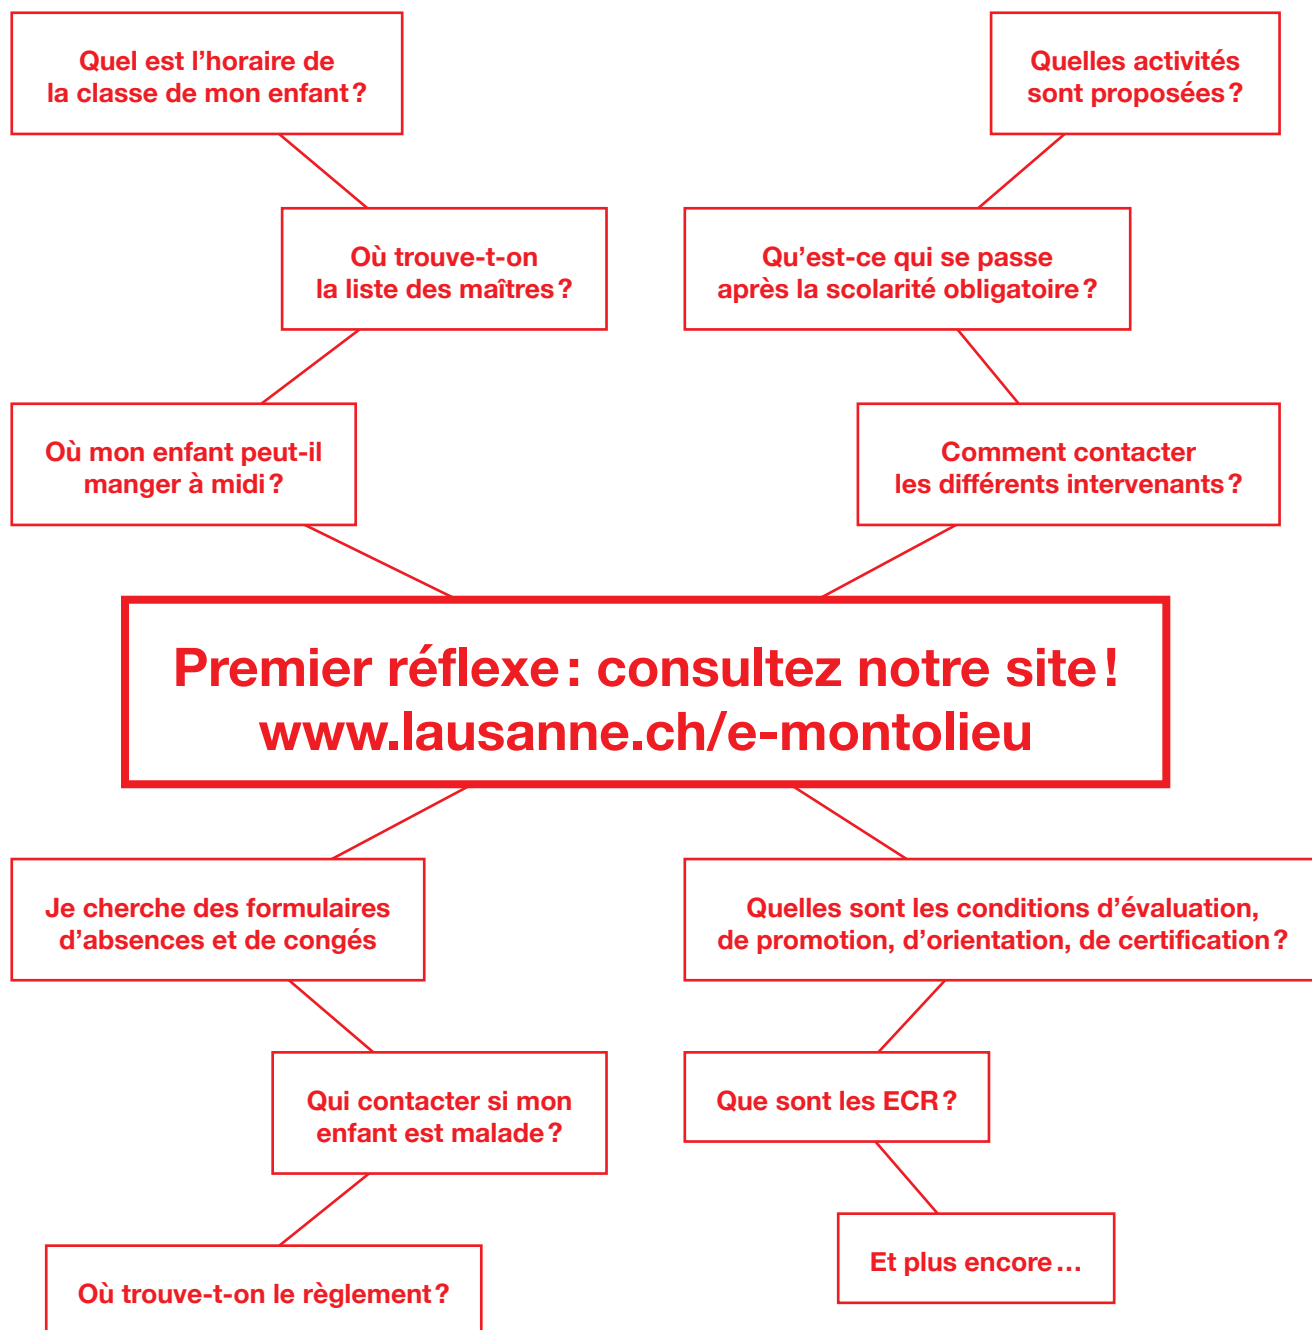 Quel est l’horaire de
la classe de mon enfant ?
Quelles activités
sont proposées ?
Où trouve-t-on
la liste des maîtres ?
Qu’est-ce qui se passe
après la scolarité obligatoire ?
Où mon enfant peut-il
manger à midi ?
Comment contacter
les différents intervenants ?
Premier réflexe : consultez notre site !
www.lausanne.ch/e-montolieu
Je cherche des formulaires
d’absences et de congés
Quelles sont les conditions d’évaluation,
de promotion, d’orientation, de certification ?
Qui contacter si mon
enfant est malade ?
Que sont les ECR ?
Où trouve-t-on le règlement ?
Et plus encore …